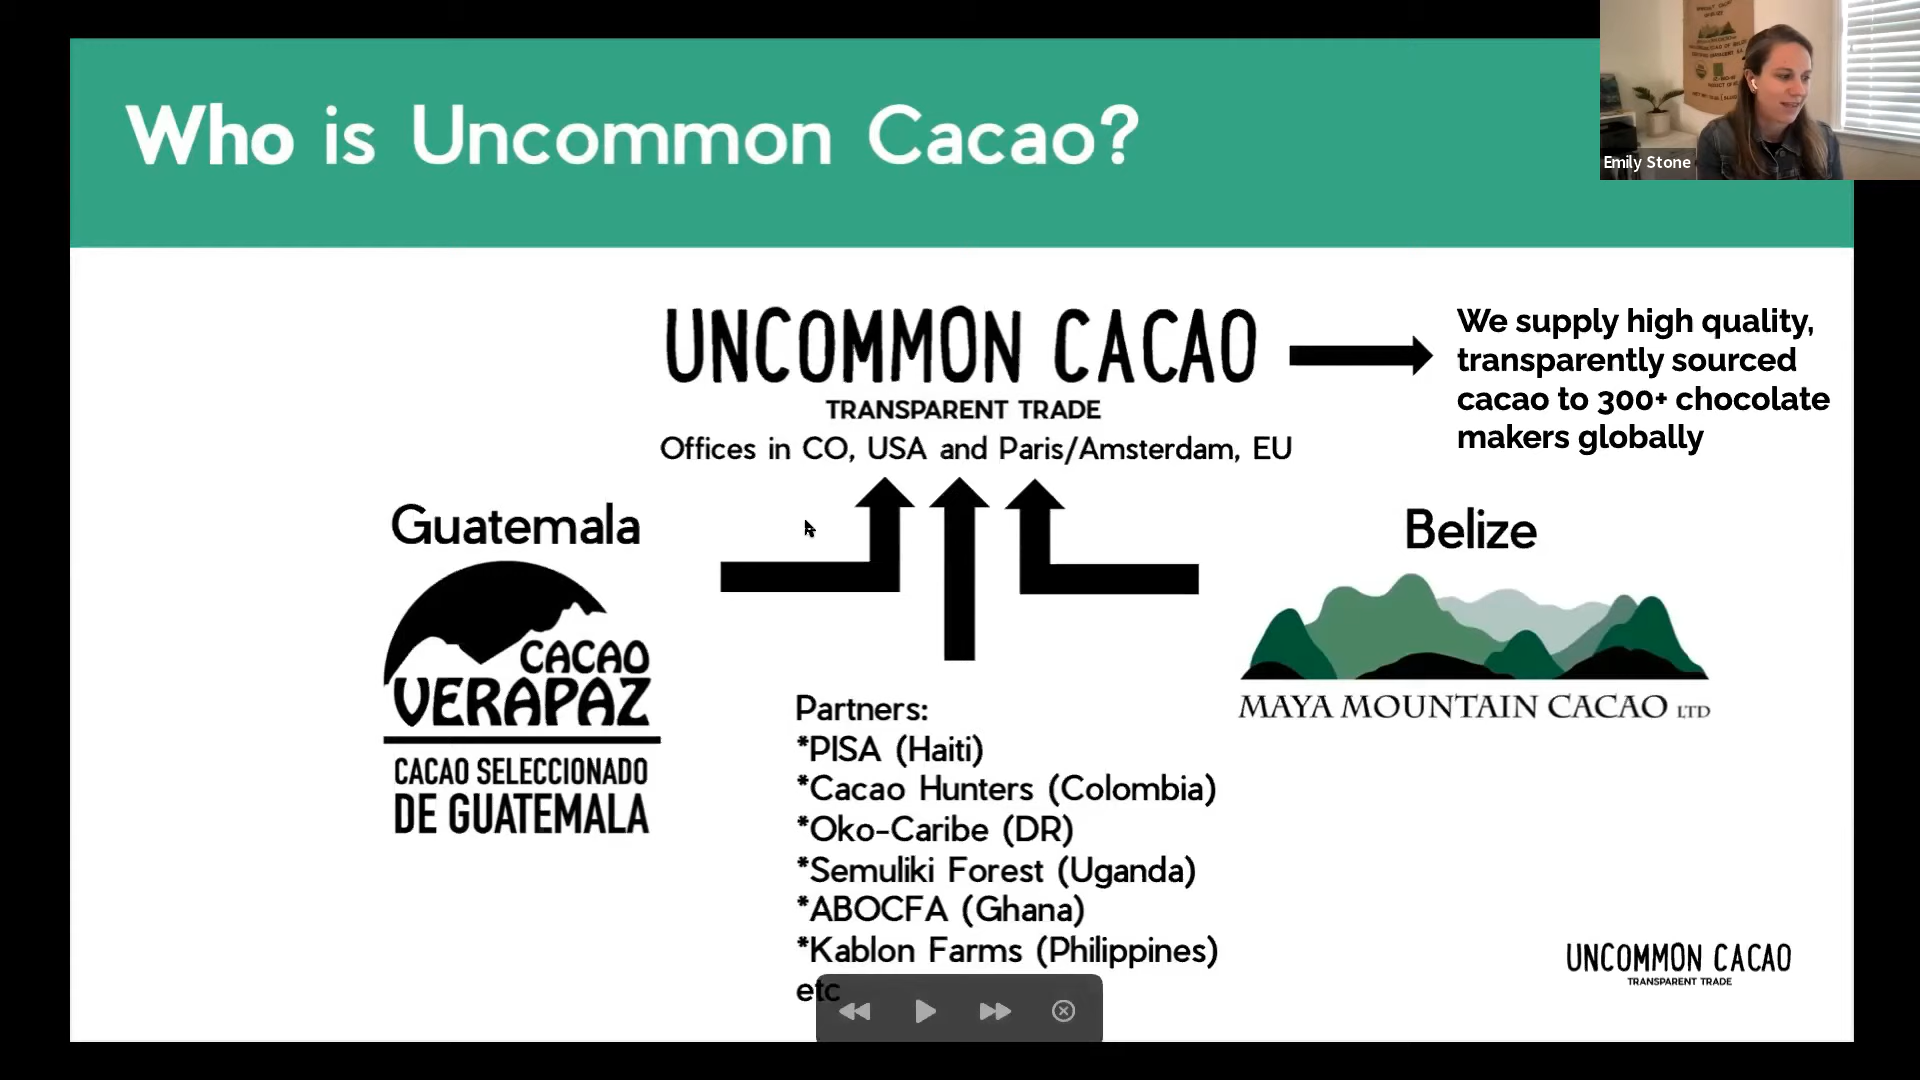 Who is Uncommon Cacao?
Emily Stone
UNCOMMON CACAO
TRANSPARENT TRADE
Offices in CO, USA and Paris/Amsterdam, EU
We supply high quality,
transparently sourced
cacao to 300+ chocolate
makers globally
Guatemala
CACAO
VERAPAZ
CACAO SELECCIONADO
DE GUATEMALA
Partners:
*PISA (Haiti)
*Cacao Hunters (Colombia)
*Oko-Caribe (DR)
*Semuliki Forest (Uganda)
*ABOCFA (Ghana)
*Kablon Farms (Philippines)
etc
Belize
MAYA MOUNTAIN CACAO LTD
UNCOMMON CACAO
TRANSPARENT TRADE